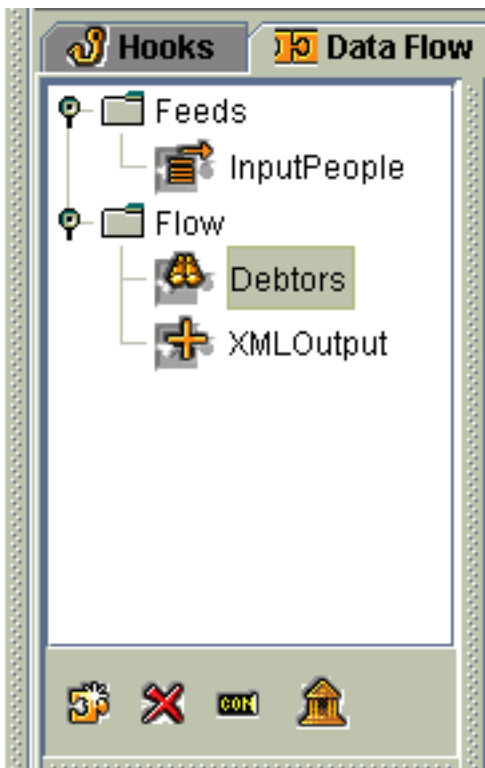 Hooks Data Flow
Feeds
InputPeople
Flow
Debtors
XMLOutput
CON